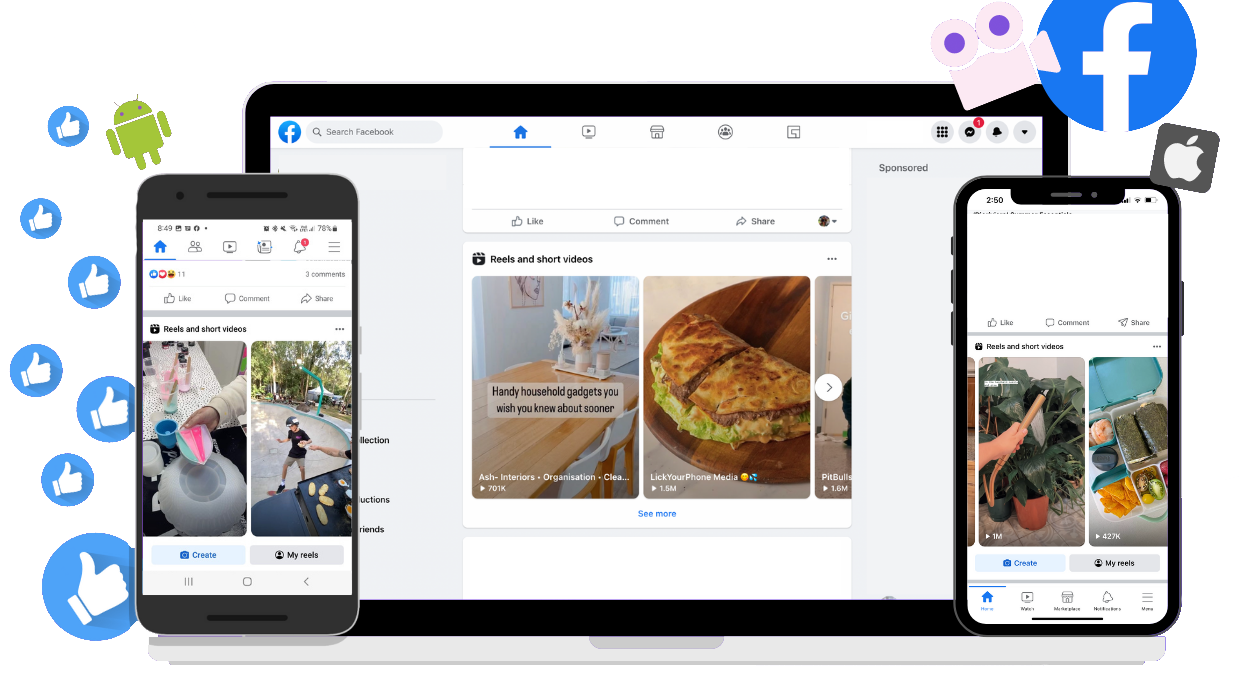 Search Facebook
1
Sponsored
Like
Comment
Share
Reels and short videos
Handy household gadgets you
wish you knew about sooner
Ash- Interiors • Organisation • Clea...
701K
LickYourPhone Media 😋💦
1.5M
PitBulls
1.6M
See more
llection
uctions
riends
8:49
78%
1
11
3 comments
Like
Comment
Share
Reels and short videos
Create
My reels
2:50
Like
Comment
Share
Reels and short videos
1M
427K
Create
My reels
Home
Watch
Marketplace
Notifications
Menu